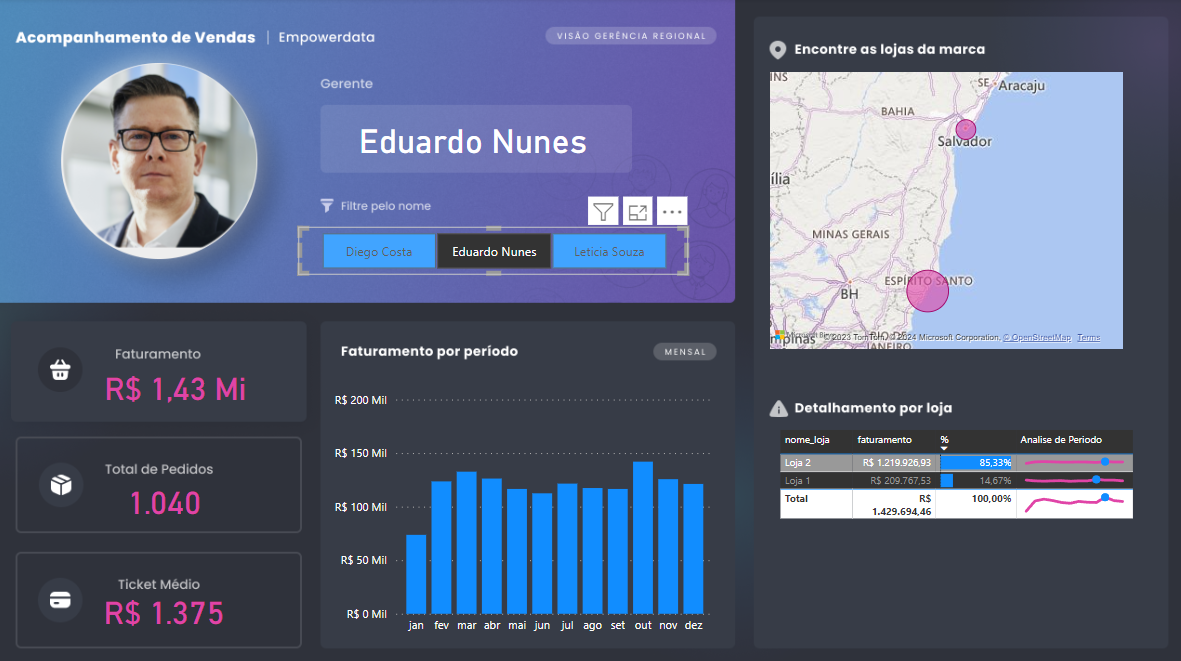 Acompanhamento de Vendas | Empowerdata
VISÃO GERÊNCIA REGIONAL
Gerente
Eduardo Nunes
Filtre pelo nome
Diego Costa
Eduardo Nunes
Leticia Souza
Faturamento
R$ 1,43 Mi
Total de Pedidos
1.040
Ticket Médio
R$ 1.375
Faturamento por período
MENSAL
R$ 200 Mil
R$ 150 Mil
R$ 100 Mil
R$ 50 Mil
R$ 0 Mil
jan fev mar abr mai jun jul ago set out nov dez
Encontre as lojas da marca
INS
SE
Aracaju
BAHIA
Salvador
ília
MINAS GERAIS
ESPÍRITO SANTO
BH
RIO DE
JANEIRO
mpinas
Microsoft Bing
© 2023 TomTom, © 2024 Microsoft Corporation, © OpenStreetMap Terms
Detalhamento por loja
nome_loja faturamento % Analise de Periodo
Loja 2 R$ 1.219.926,93 85,33%
Loja 1 R$ 209.767,53 14,67%
Total R$ 1.429.694,46 100,00%